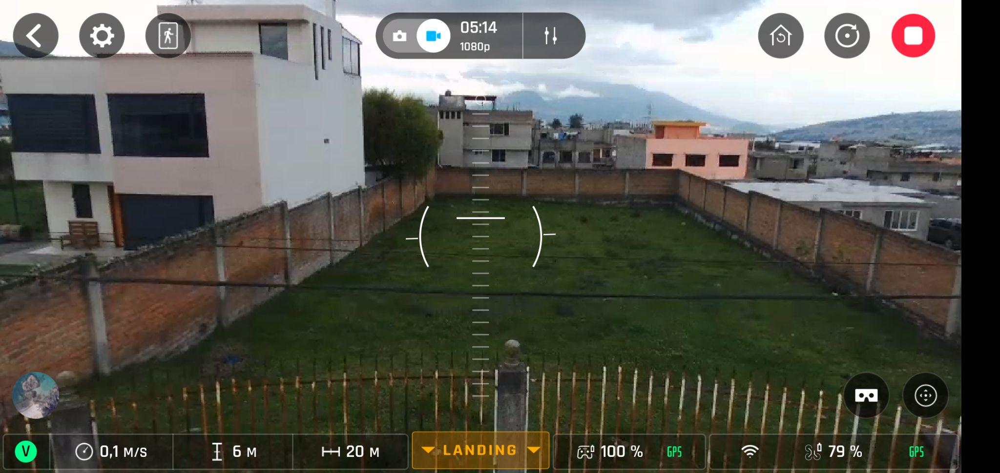 05:14
1080p
V
0,1 M/S
6 M
20 M
LANDING
100 %
GPS
79 %
GPS